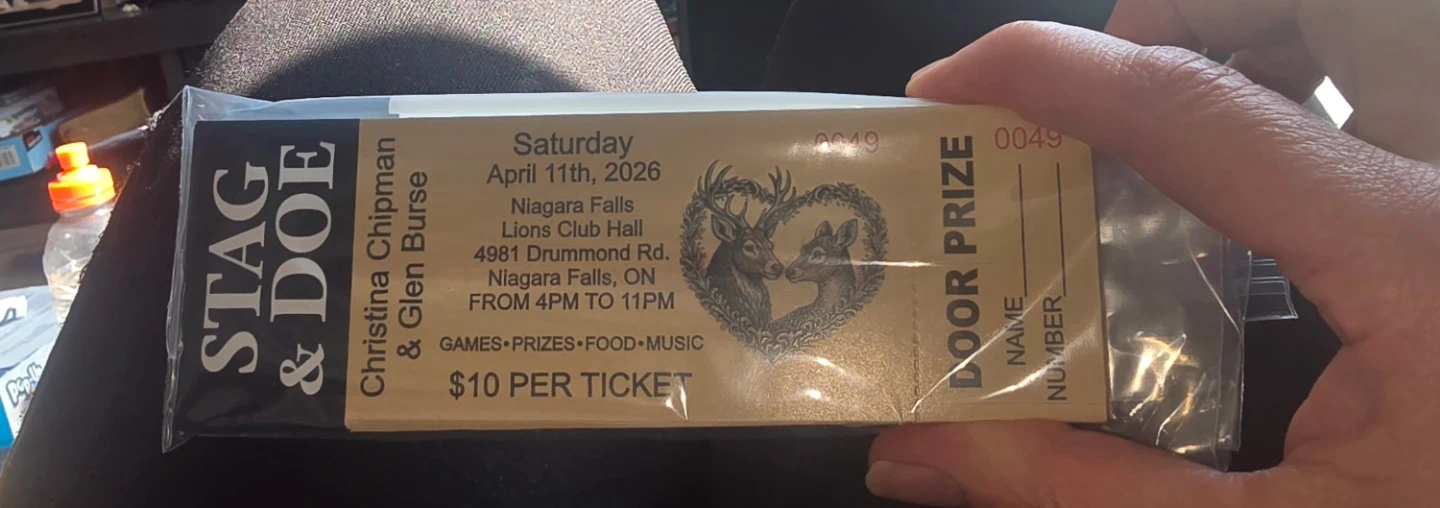 STAG
& DOE
Christina Chipman
& Glen Burse
Saturday
April 11th, 2026
Niagara Falls
Lions Club Hall
4981 Drummond Rd.
Niagara Falls, ON
FROM 4PM TO 11PM
GAMES•PRIZES•FOOD•MUSIC
$10 PER TICKET
0049
DOOR PRIZE
0049
NAME
NUMBER